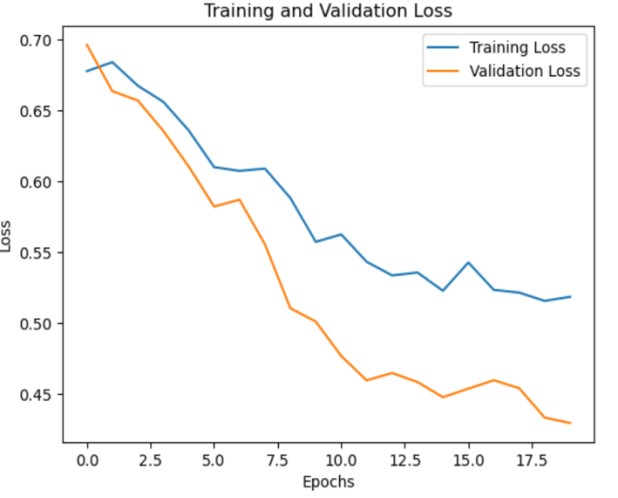 Training and Validation Loss
Training Loss
Validation Loss
0.70
0.65
0.60
0.55
0.50
0.45
Loss
0.0 2.5 5.0 7.5 10.0 12.5 15.0 17.5
Epochs